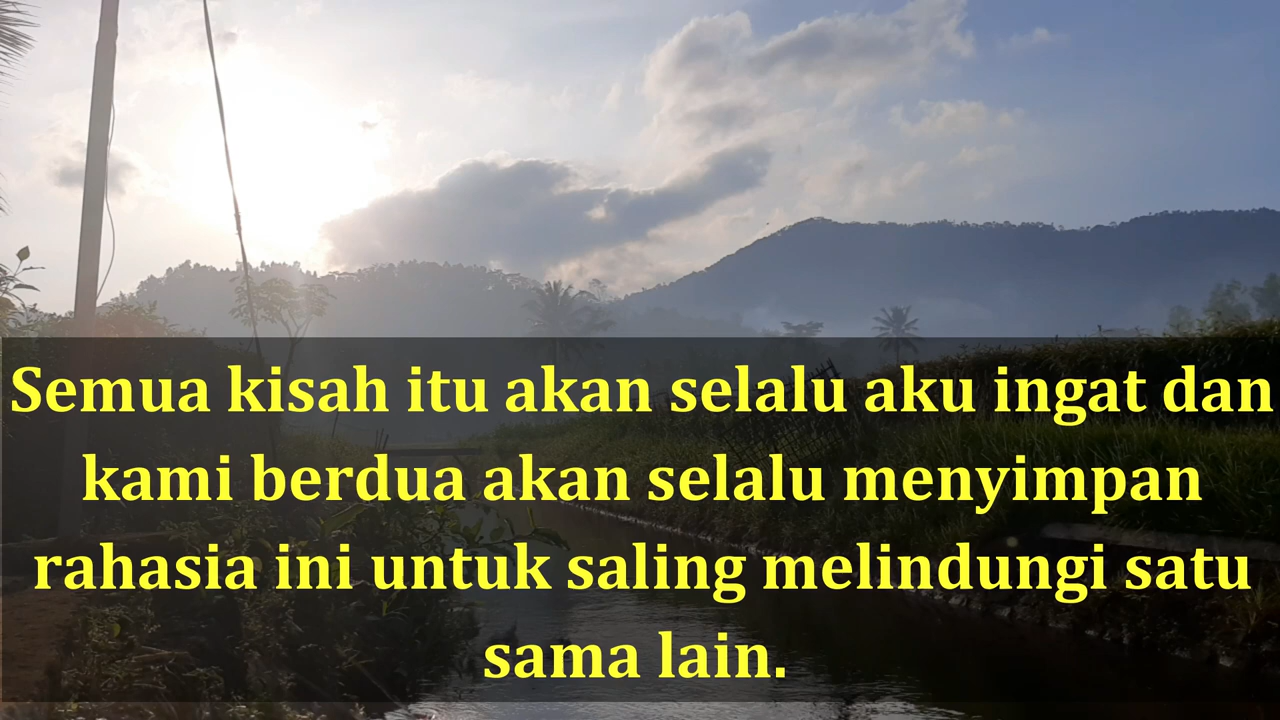 Semua kisah itu akan selalu aku ingat dan
kami berdua akan selalu menyimpan
rahasia ini untuk saling melindungi satu
sama lain.